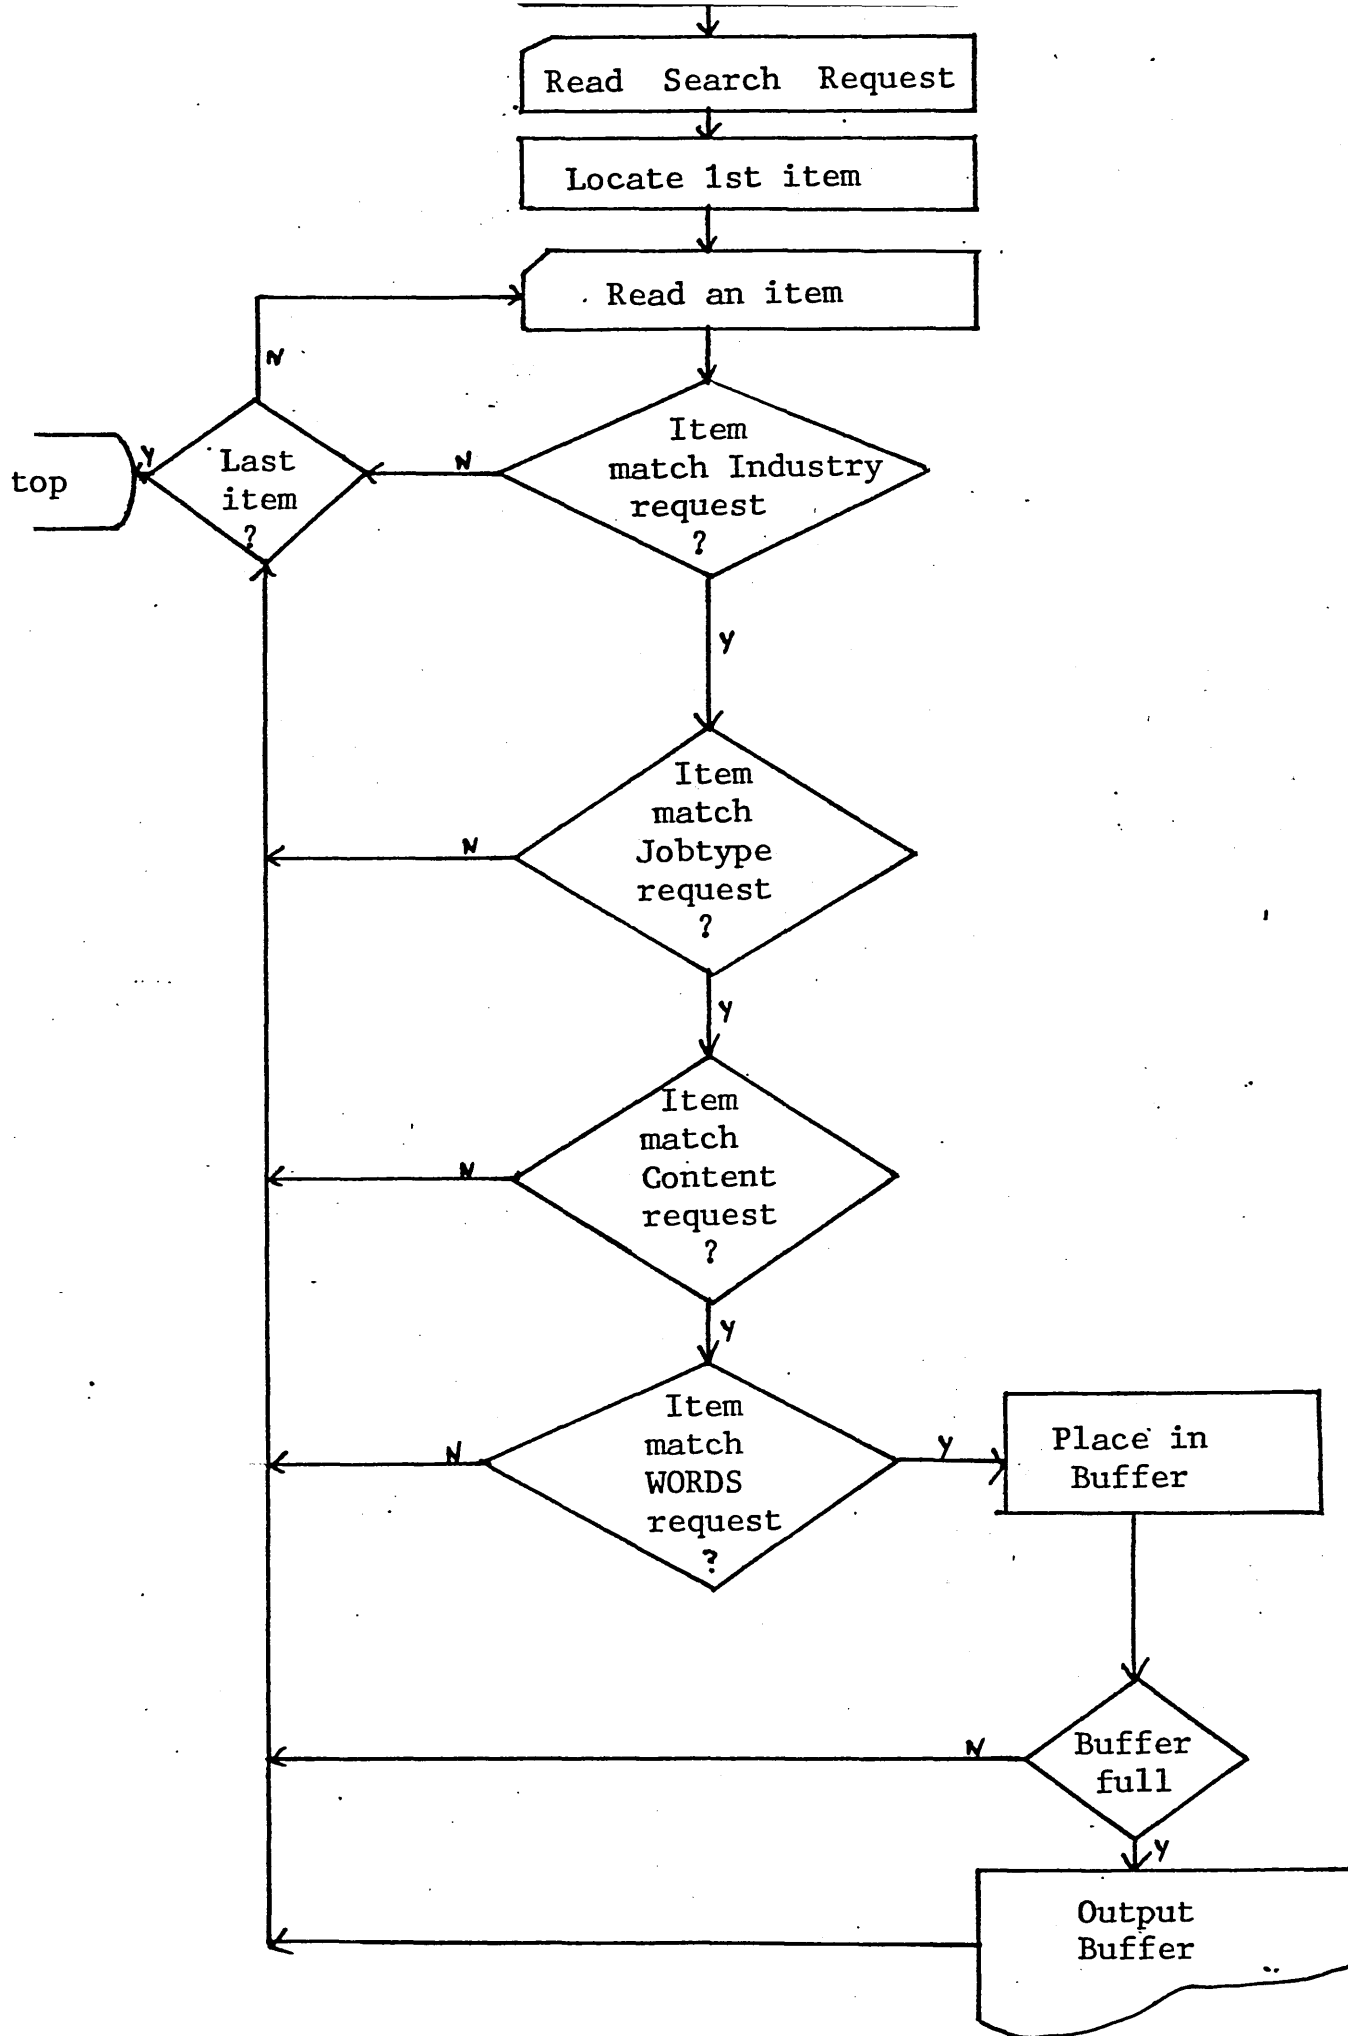 Read Search Request
Locate 1st item
Read an item
N
Item
match Industry
request
?
N
Last
item
?
Y
top
Y
Item
match
Jobtype
request
?
N
Y
Item
match
Content
request
?
N
Y
Item
match
WORDS
request
?
N
Y
Place in
Buffer
Buffer
full
N
Y
Output
Buffer